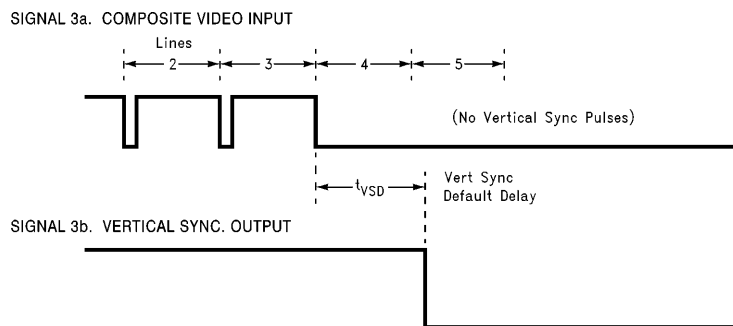 SIGNAL 3a. COMPOSITE VIDEO INPUT
Lines
2 3 4 5
(No Vertical Sync Pulses)
tVSD
Vert Sync
Default Delay
SIGNAL 3b. VERTICAL SYNC. OUTPUT